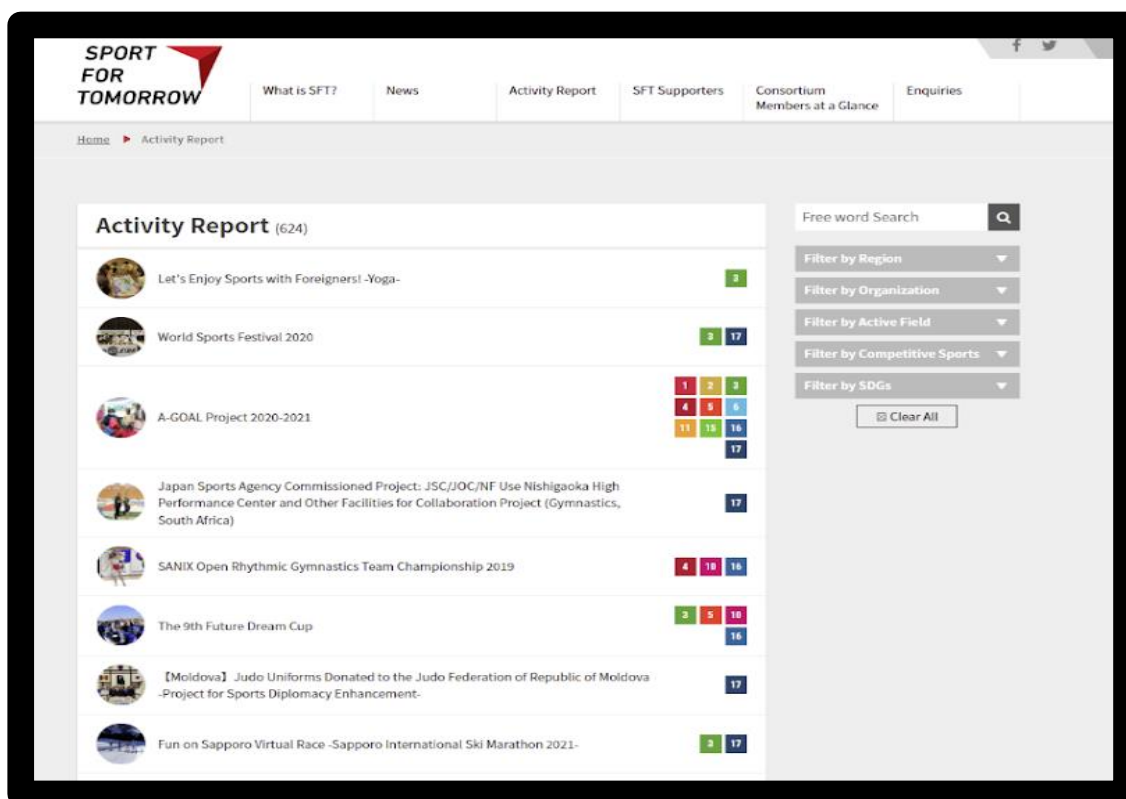 SPORT
FOR
TOMORROW
What is SFT?
News
Activity Report
SFT Supporters
Consortium
Members at a Glance
Enquiries
Home
Activity Report
Activity Report (624)
Let's Enjoy Sports with Foreigners! -Yoga-
3
World Sports Festival 2020
3 17
A-GOAL Project 2020-2021
1 2 3
4 5 6
11 15 16
17
Japan Sports Agency Commissioned Project: JSC/JOC/NF Use Nishigaoka High
Performance Center and Other Facilities for Collaboration Project (Gymnastics,
South Africa)
17
SANIX Open Rhythmic Gymnastics Team Championship 2019
4 10 16
The 9th Future Dream Cup
3 5 10
16
【Moldova】Judo Uniforms Donated to the Judo Federation of Republic of Moldova
-Project for Sports Diplomacy Enhancement-
17
Fun on Sapporo Virtual Race -Sapporo International Ski Marathon 2021-
3 17
Free word Search
Filter by Region
Filter by Organization
Filter by Active Field
Filter by Competitive Sports
Filter by SDGs
Clear All